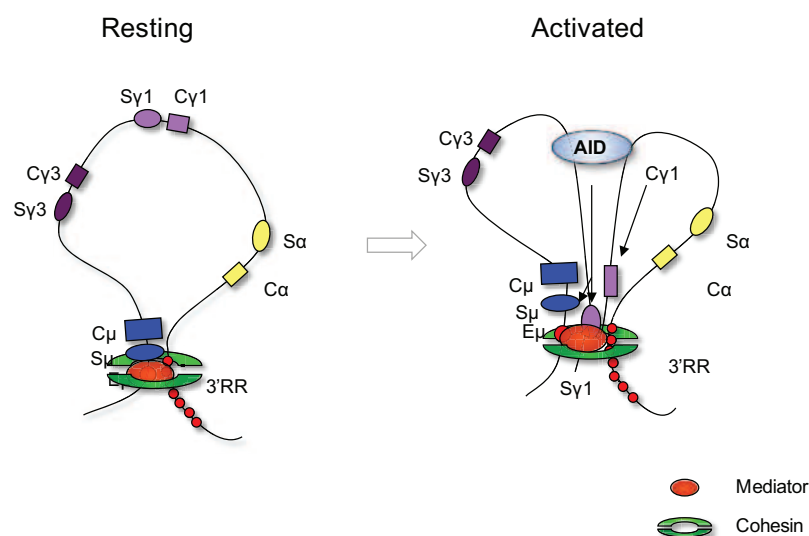 Resting
Sγ1 Cγ1
Cγ3
Sγ3
Sα
Cα
Cμ
Sμ
3'RR
Activated
AID
Cγ3
Sγ3
Cγ1
Sα
Cα
Cμ
Sμ
Eμ
3'RR
Sγ1
Mediator
Cohesin